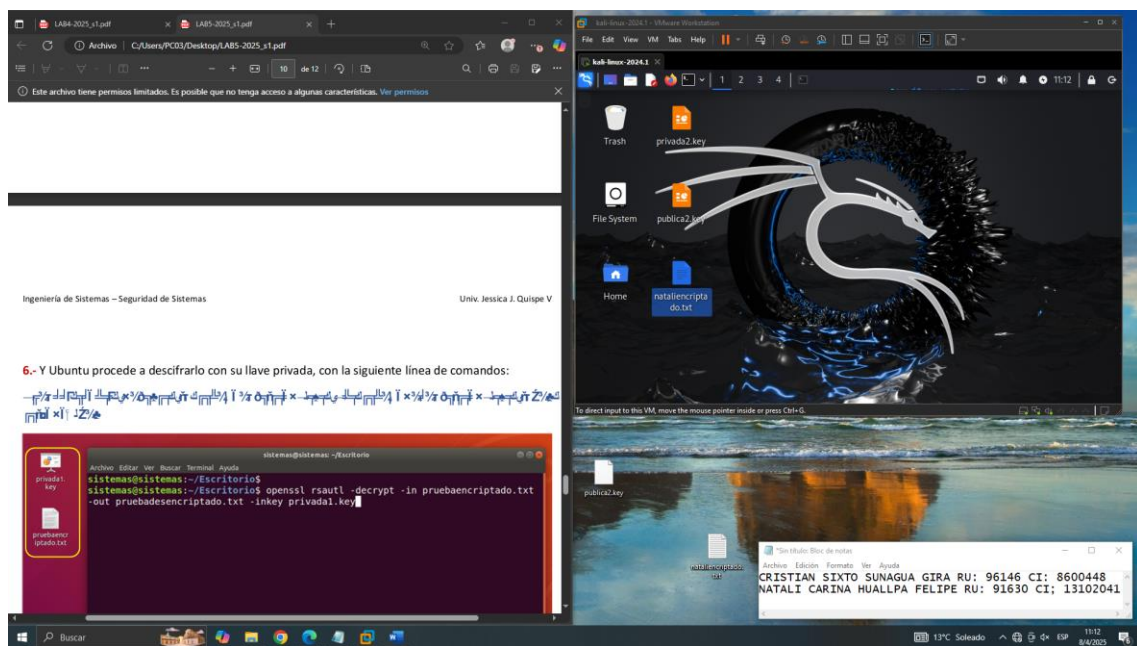 LAB4-2025_s1.pdf
LAB5-2025_s1.pdf
Archivo
C:/Users/PC03/Desktop/LAB5-2025_s1.pdf
10 de 12
Este archivo tiene permisos limitados. Es posible que no tenga acceso a algunas características. Ver permisos
Ingeniería de Sistemas – Seguridad de Sistemas
Univ. Jessica J. Quispe V
6.- Y Ubuntu procede a descifrarlo con su llave privada, con la siguiente línea de comandos:
sistemas@sistemas: ~/Escritorio
Archivo Editar Ver Buscar Terminal Ayuda
sistemas@sistemas:~/Escritorio$
sistemas@sistemas:~/Escritorio$ openssl rsautl -decrypt -in pruebaencriptado.txt
-out pruebadesencriptado.txt -inkey privada1.key
privada1.
key
pruebaencr
iptado.txt
kali-linux-2024.1 - VMware Workstation
File Edit View VM Tabs Help
kali-linux-2024.1
1 2 3 4
11:12
Trash
privada2.key
File System
publica2.key
Home
nataliencripta
do.txt
To direct input to this VM, move the mouse pointer inside or press Ctrl+G.
publica2.key
nataliencriptado.
txt
*Sin título: Bloc de notas
Archivo Edición Formato Ver Ayuda
CRISTIAN SIXTO SUNAGUA GIRA RU: 96146 CI: 8600448
NATALI CARINA HUALLPA FELIPE RU: 91630 CI; 13102041
Buscar
13°C Soleado
ESP
11:12
8/4/2025